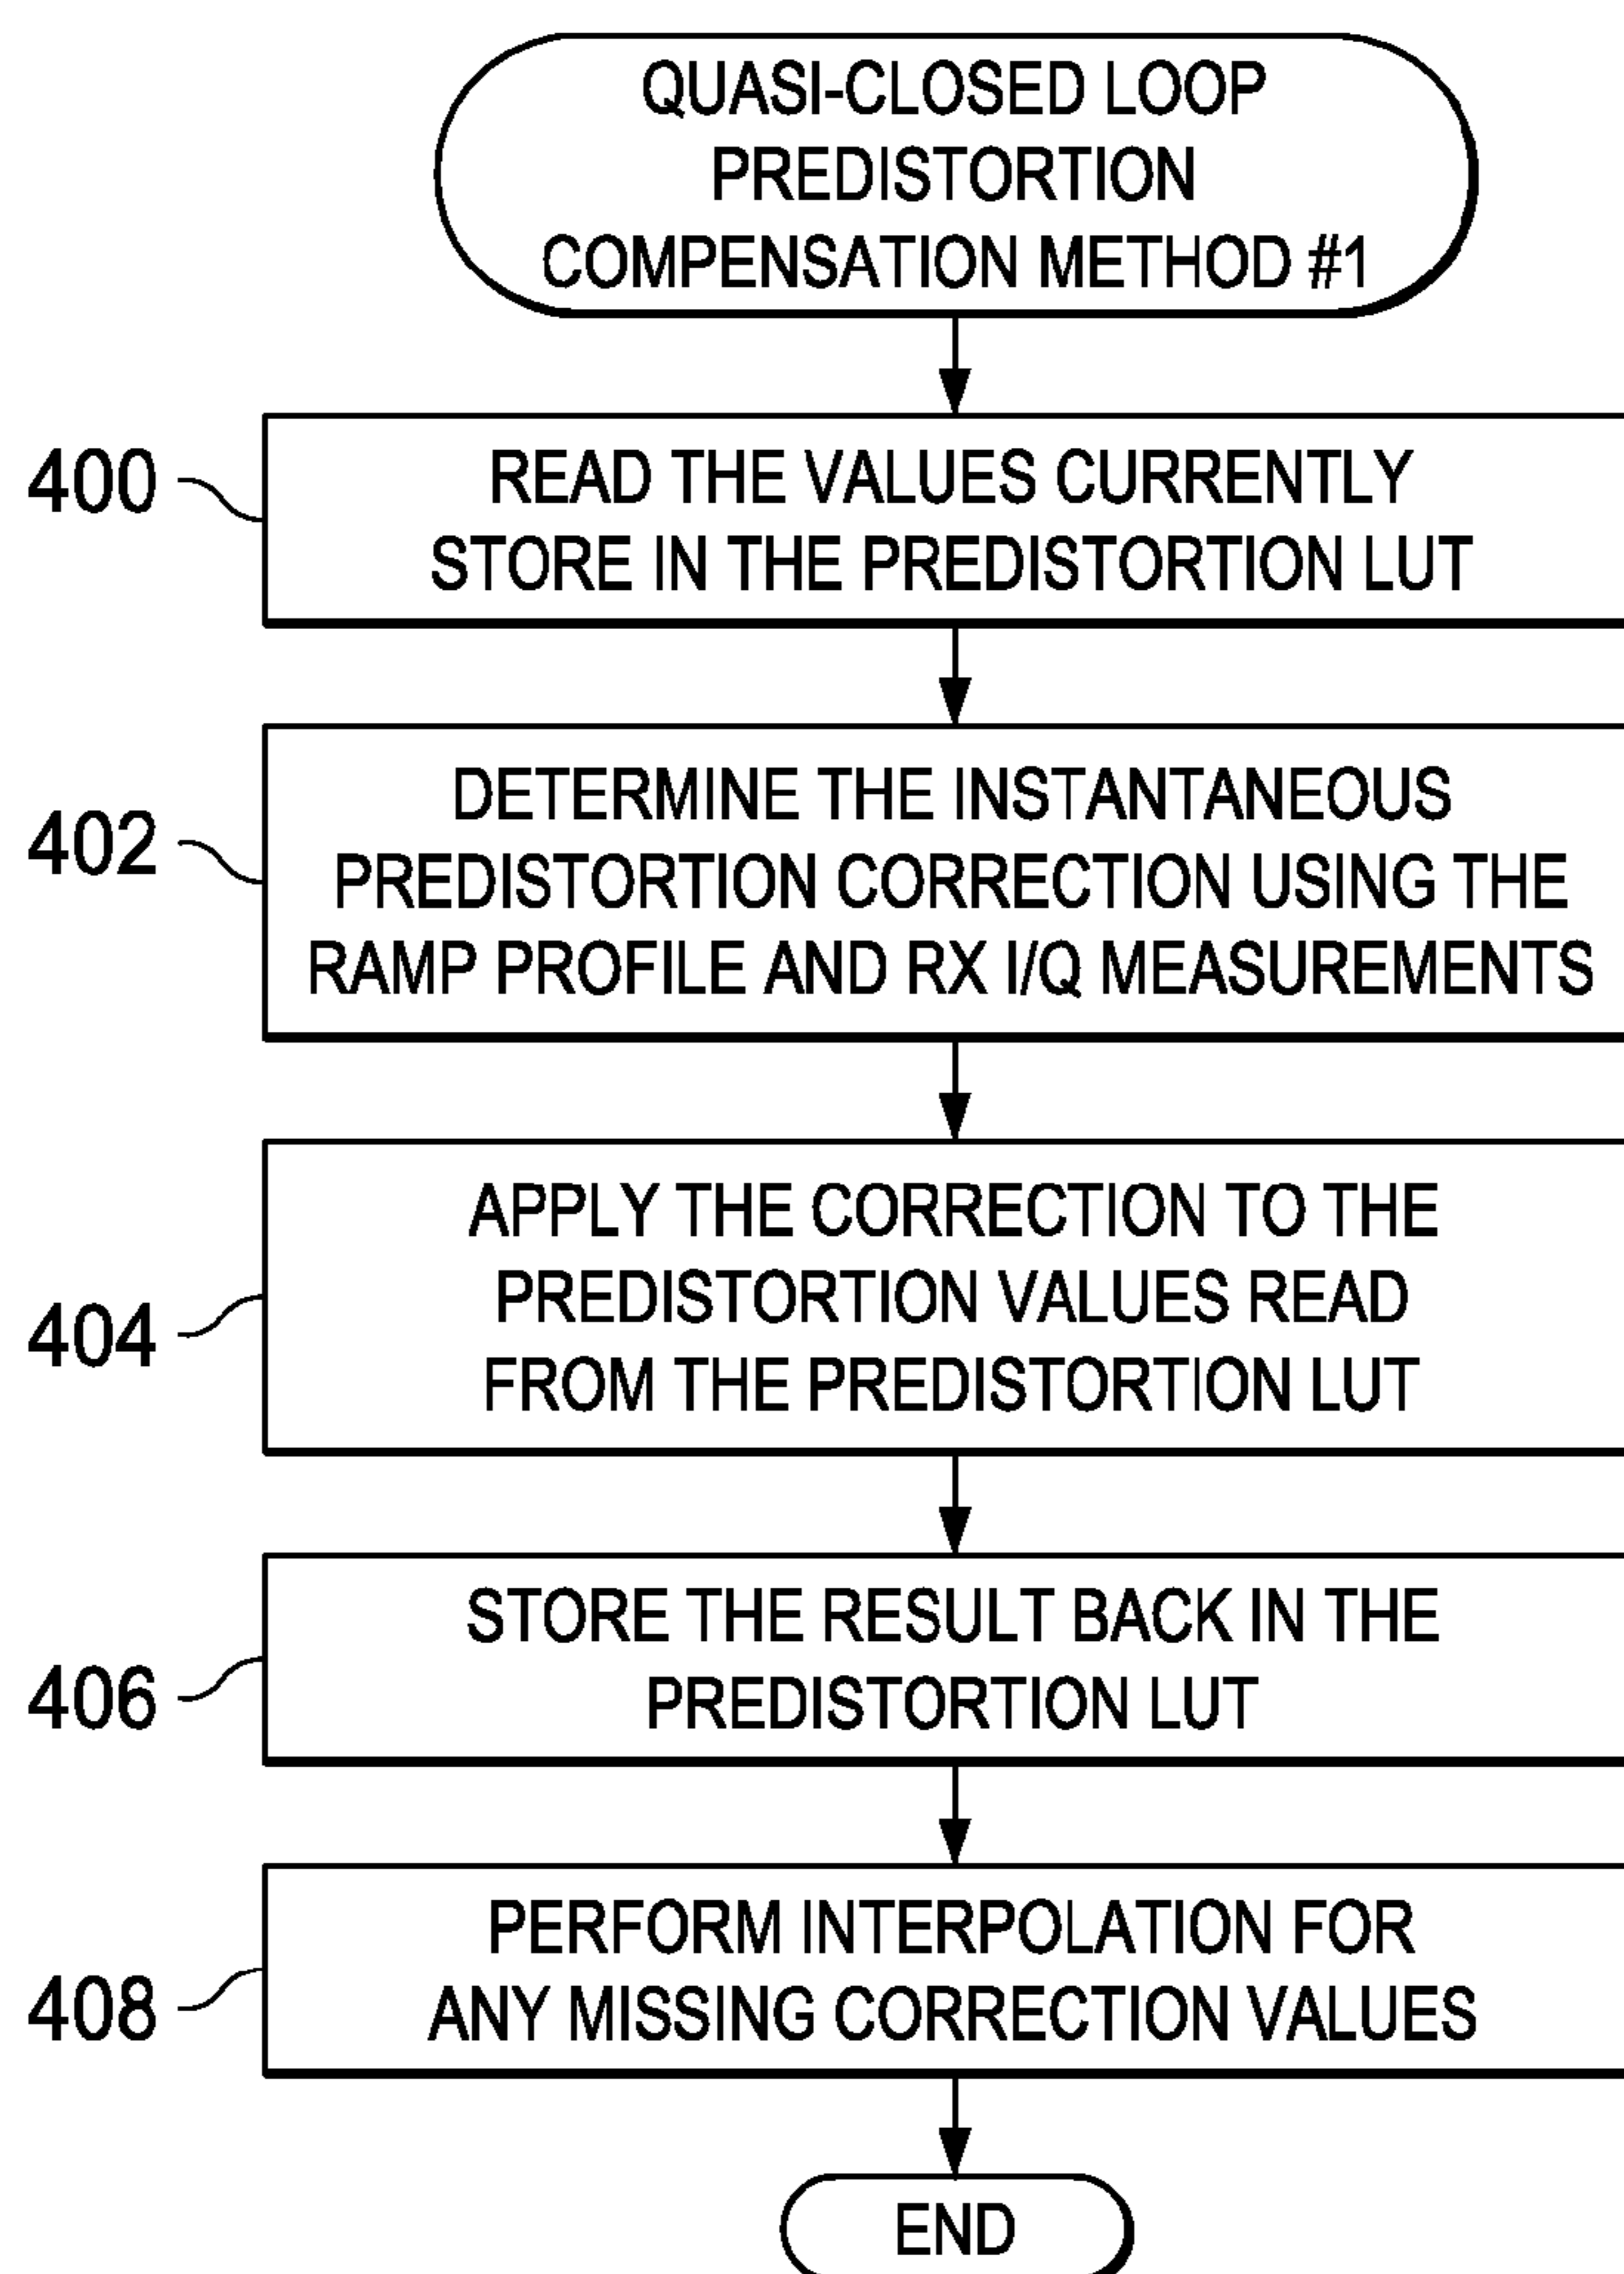 QUASI-CLOSED LOOP
PREDISTORTION
COMPENSATION METHOD #1
400
READ THE VALUES CURRENTLY
STORE IN THE PREDISTORTION LUT
402
DETERMINE THE INSTANTANEOUS
PREDISTORTION CORRECTION USING THE
RAMP PROFILE AND RX I/Q MEASUREMENTS
404
APPLY THE CORRECTION TO THE
PREDISTORTION VALUES READ
FROM THE PREDISTORTION LUT
406
STORE THE RESULT BACK IN THE
PREDISTORTION LUT
408
PERFORM INTERPOLATION FOR
ANY MISSING CORRECTION VALUES
END